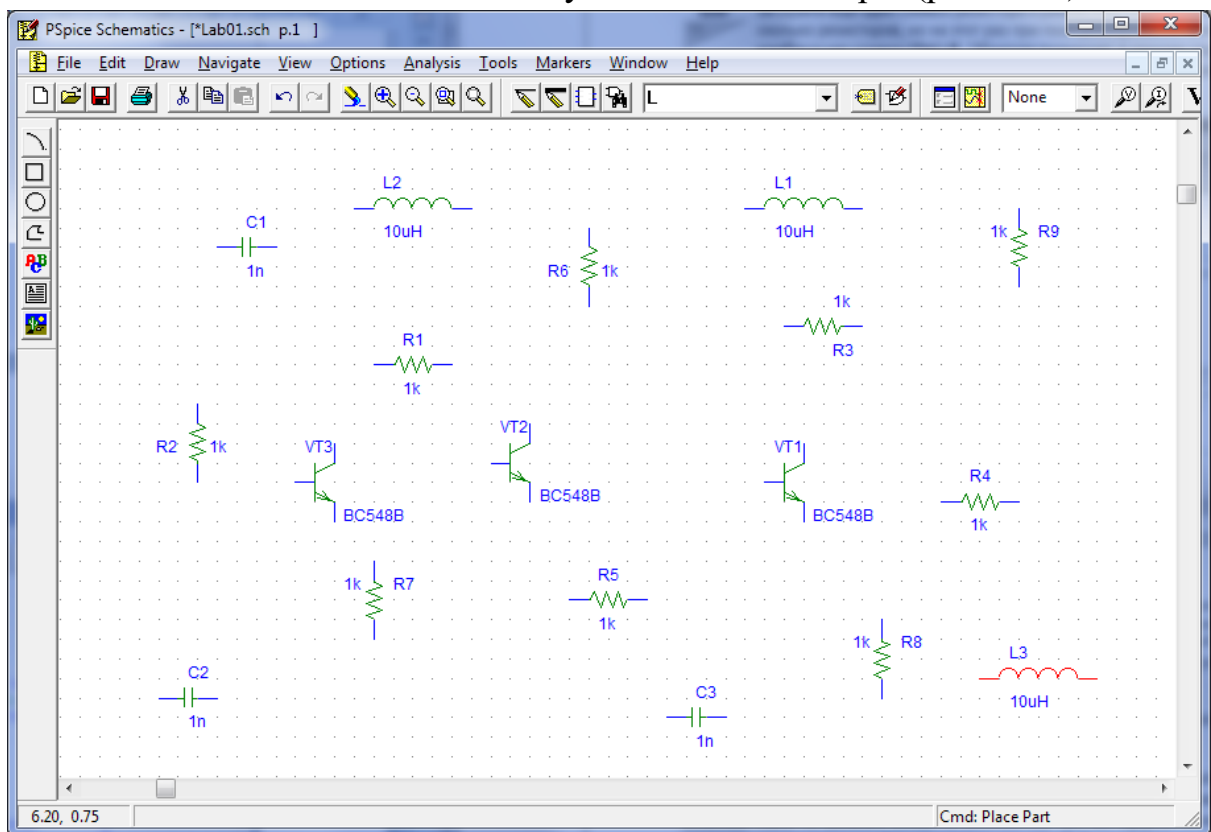 PSpice Schematics - [*Lab01.sch p.1 ]
File Edit Draw Navigate View Options Analysis Tools Markers Window Help
L
None
L2
10uH
L1
10uH
C1
1n
1k R9
R6 1k
1k
R3
R1
1k
R2 1k
VT3
BC548B
VT2
BC548B
VT1
BC548B
R4
1k
1k R7
R5
1k
1k R8
L3
10uH
C2
1n
C3
1n
6.20, 0.75
Cmd: Place Part